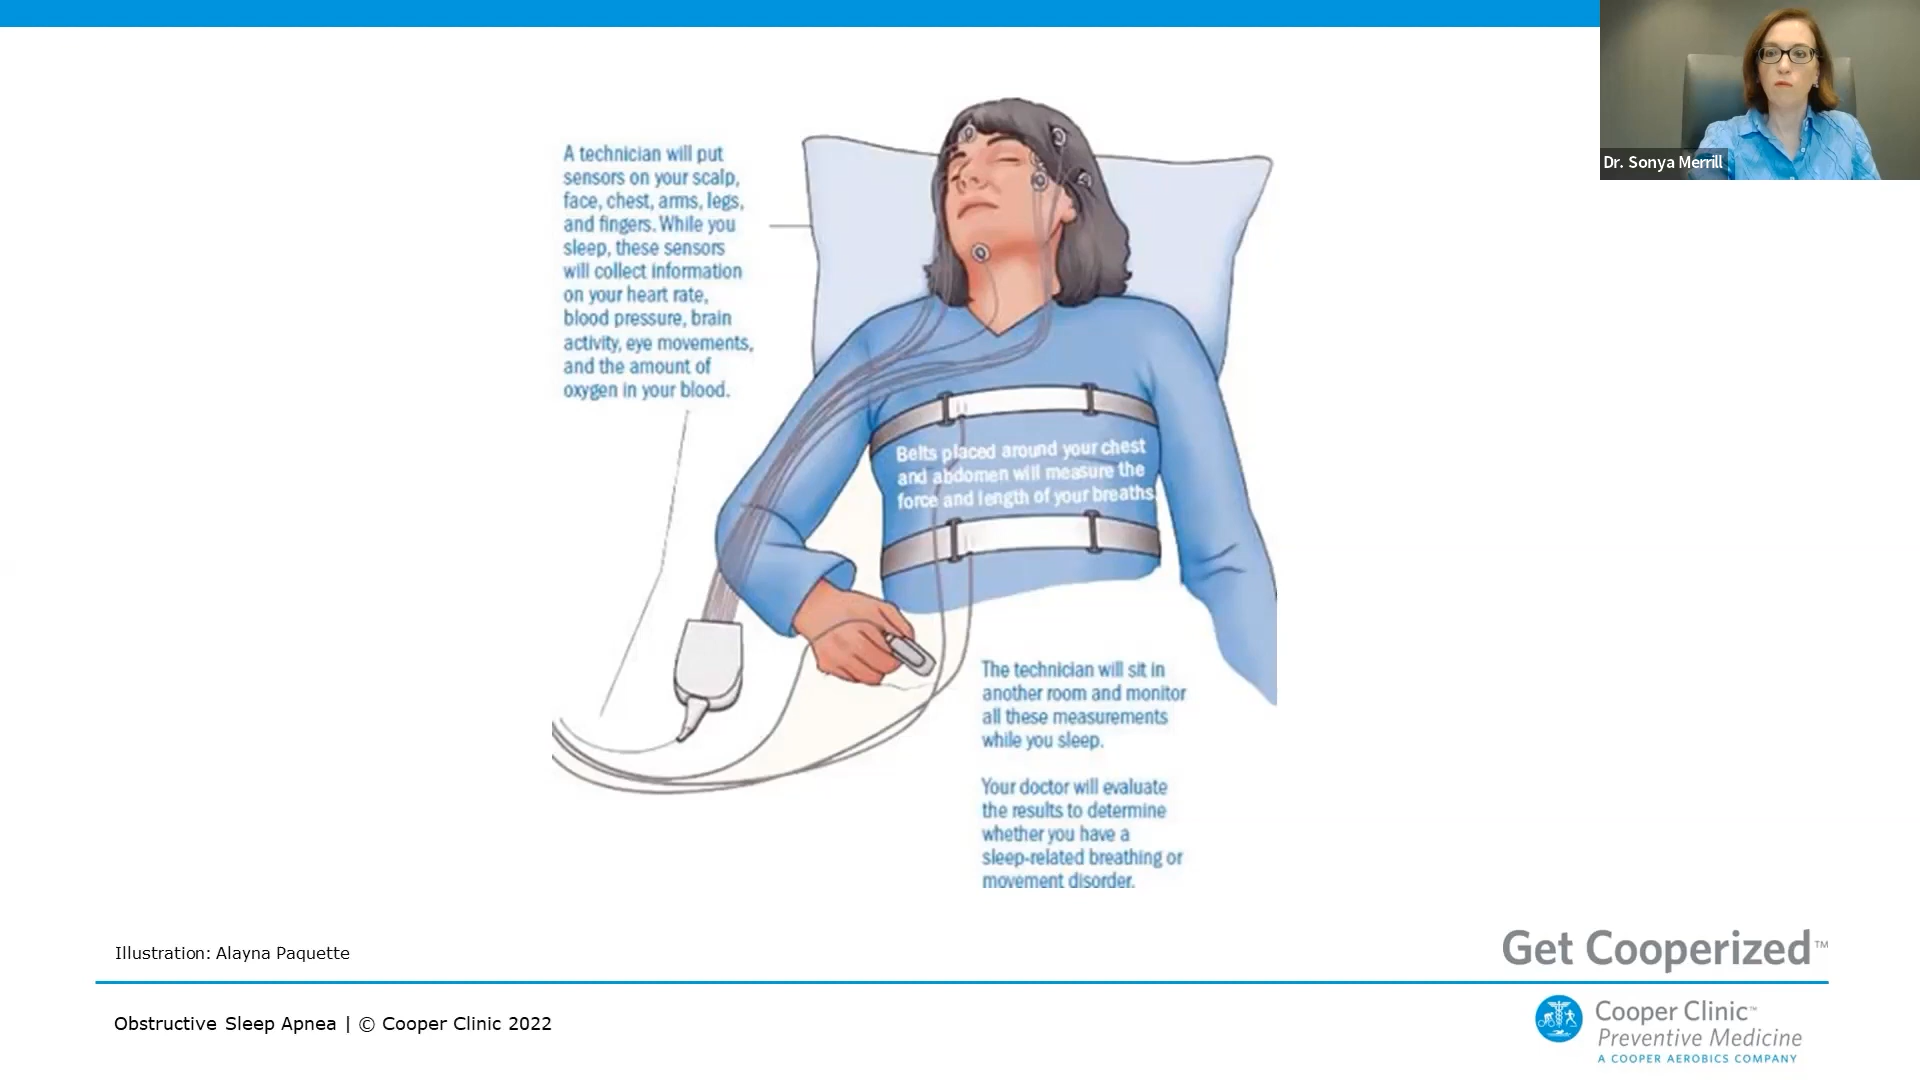 Dr. Sonya Merrill
A technician will put
sensors on your scalp,
face, chest, arms, legs,
and fingers. While you
sleep, these sensors
will collect information
on your heart rate,
blood pressure, brain
activity, eye movements,
and the amount of
oxygen in your blood.
Belts placed around your chest
and abdomen will measure the
force and length of your breaths.
The technician will sit in
another room and monitor
all these measurements
while you sleep.
Your doctor will evaluate
the results to determine
whether you have a
sleep-related breathing or
movement disorder.
Illustration: Alayna Paquette
Get Cooperized™
Obstructive Sleep Apnea | © Cooper Clinic 2022
Cooper Clinic™
Preventive Medicine
A COOPER AEROBICS COMPANY